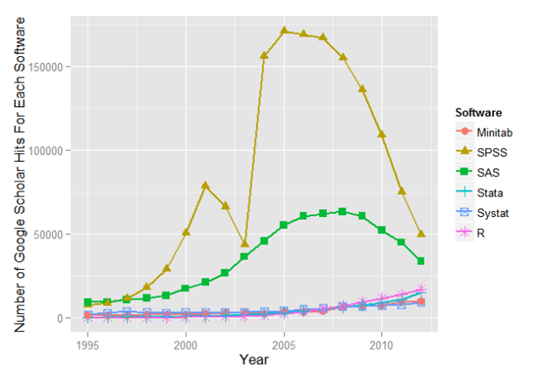 Number of Google Scholar Hits For Each Software
150000
100000
50000
0
1995
2000
2005
2010
Year
Software
Minitab
SPSS
SAS
Stata
Systat
R